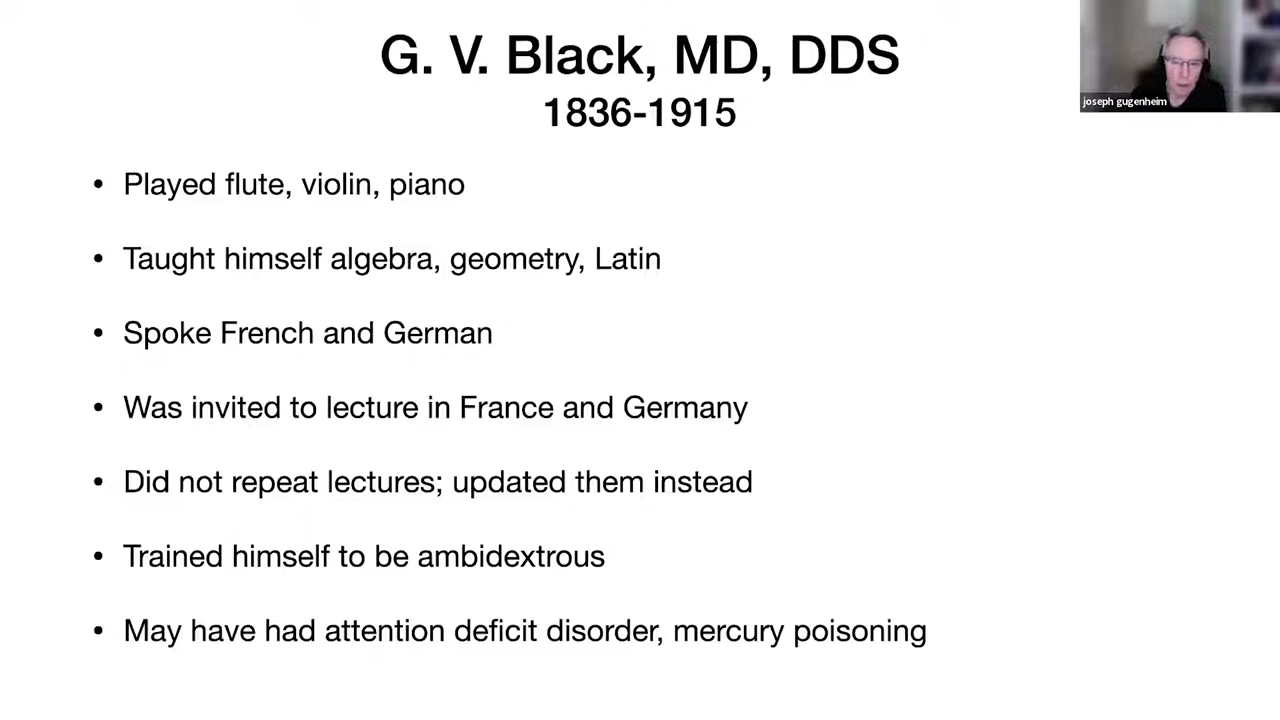 G. V. Black, MD, DDS
1836-1915
joseph gugenheim
• Played flute, violin, piano
• Taught himself algebra, geometry, Latin
• Spoke French and German
• Was invited to lecture in France and Germany
• Did not repeat lectures; updated them instead
• Trained himself to be ambidextrous
• May have had attention deficit disorder, mercury poisoning